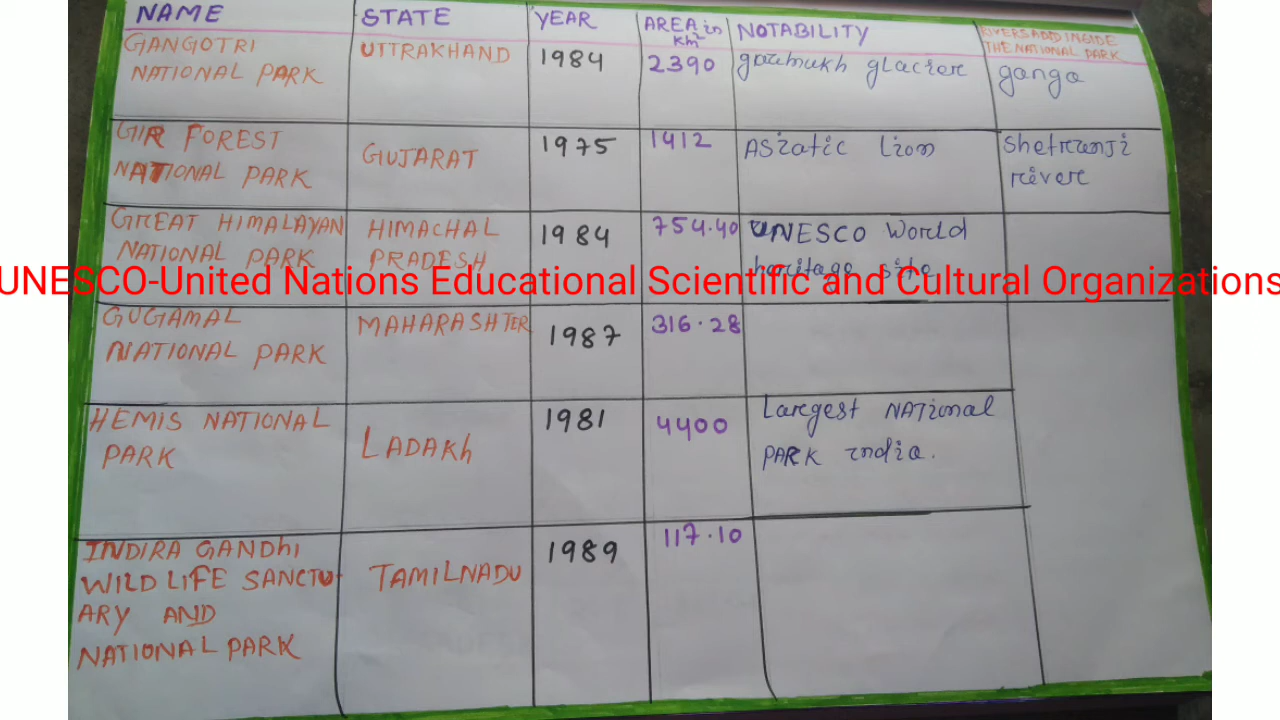 NAME STATE YEAR AREA in km² NOTABILITY RIVERS ADD INSIDE THE NATIONAL PARK
GANGOTRI NATIONAL PARK UTTRAKHAND 1984 2390 goumukh glacier ganga
GIR FOREST NATIONAL PARK GUJARAT 1975 1412 ASiatic Lion Shetrunji river
GREAT HIMALAYAN NATIONAL PARK HIMACHAL PRADESH 1984 754.40 UNESCO World heritage site
UNESCO-United Nations Educational Scientific and Cultural Organizations
GUGAMAL NATIONAL PARK MAHARASHTER 1987 316.28
HEMIS NATIONAL PARK LADAKh 1981 4400 Largest NATional PARK india.
INDIRA GANDhi WILD LIFE SANCTU-ARY AND NATIONAL PARK TAMILNADU 1989 117.10